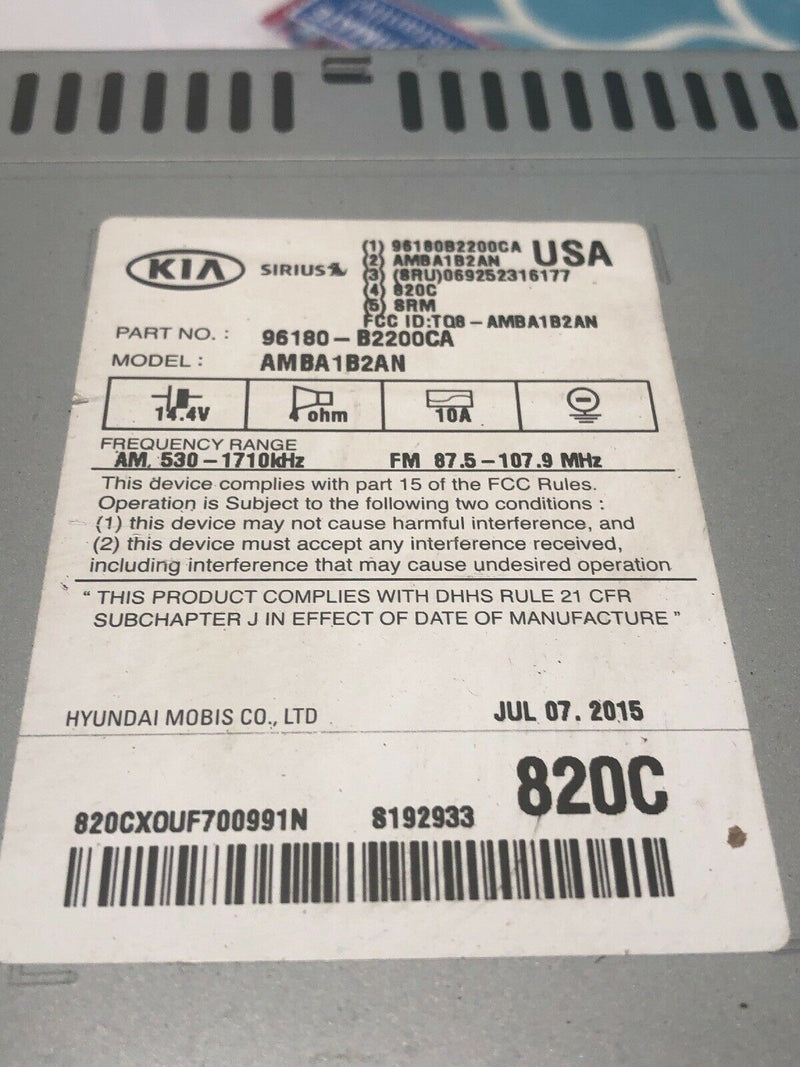 KIA SIRIUS
(1) 96180B2200CA USA
(2) AMBA1B2AN
(3) (SRU)069252316177
(4) 820C
(5) SRM
FCC ID:TQ8-AMBA1B2AN
PART NO. : 96180-B2200CA
MODEL : AMBA1B2AN
14.4V 4 ohm 10A
FREQUENCY RANGE
AM. 530-1710kHz FM 87.5-107.9 MHz
This device complies with part 15 of the FCC Rules.
Operation is Subject to the following two conditions :
(1) this device may not cause harmful interference, and
(2) this device must accept any interference received,
including interference that may cause undesired operation
" THIS PRODUCT COMPLIES WITH DHHS RULE 21 CFR
SUBCHAPTER J IN EFFECT OF DATE OF MANUFACTURE "
HYUNDAI MOBIS CO., LTD JUL 07. 2015
820CXOUF700991N S192933 820C